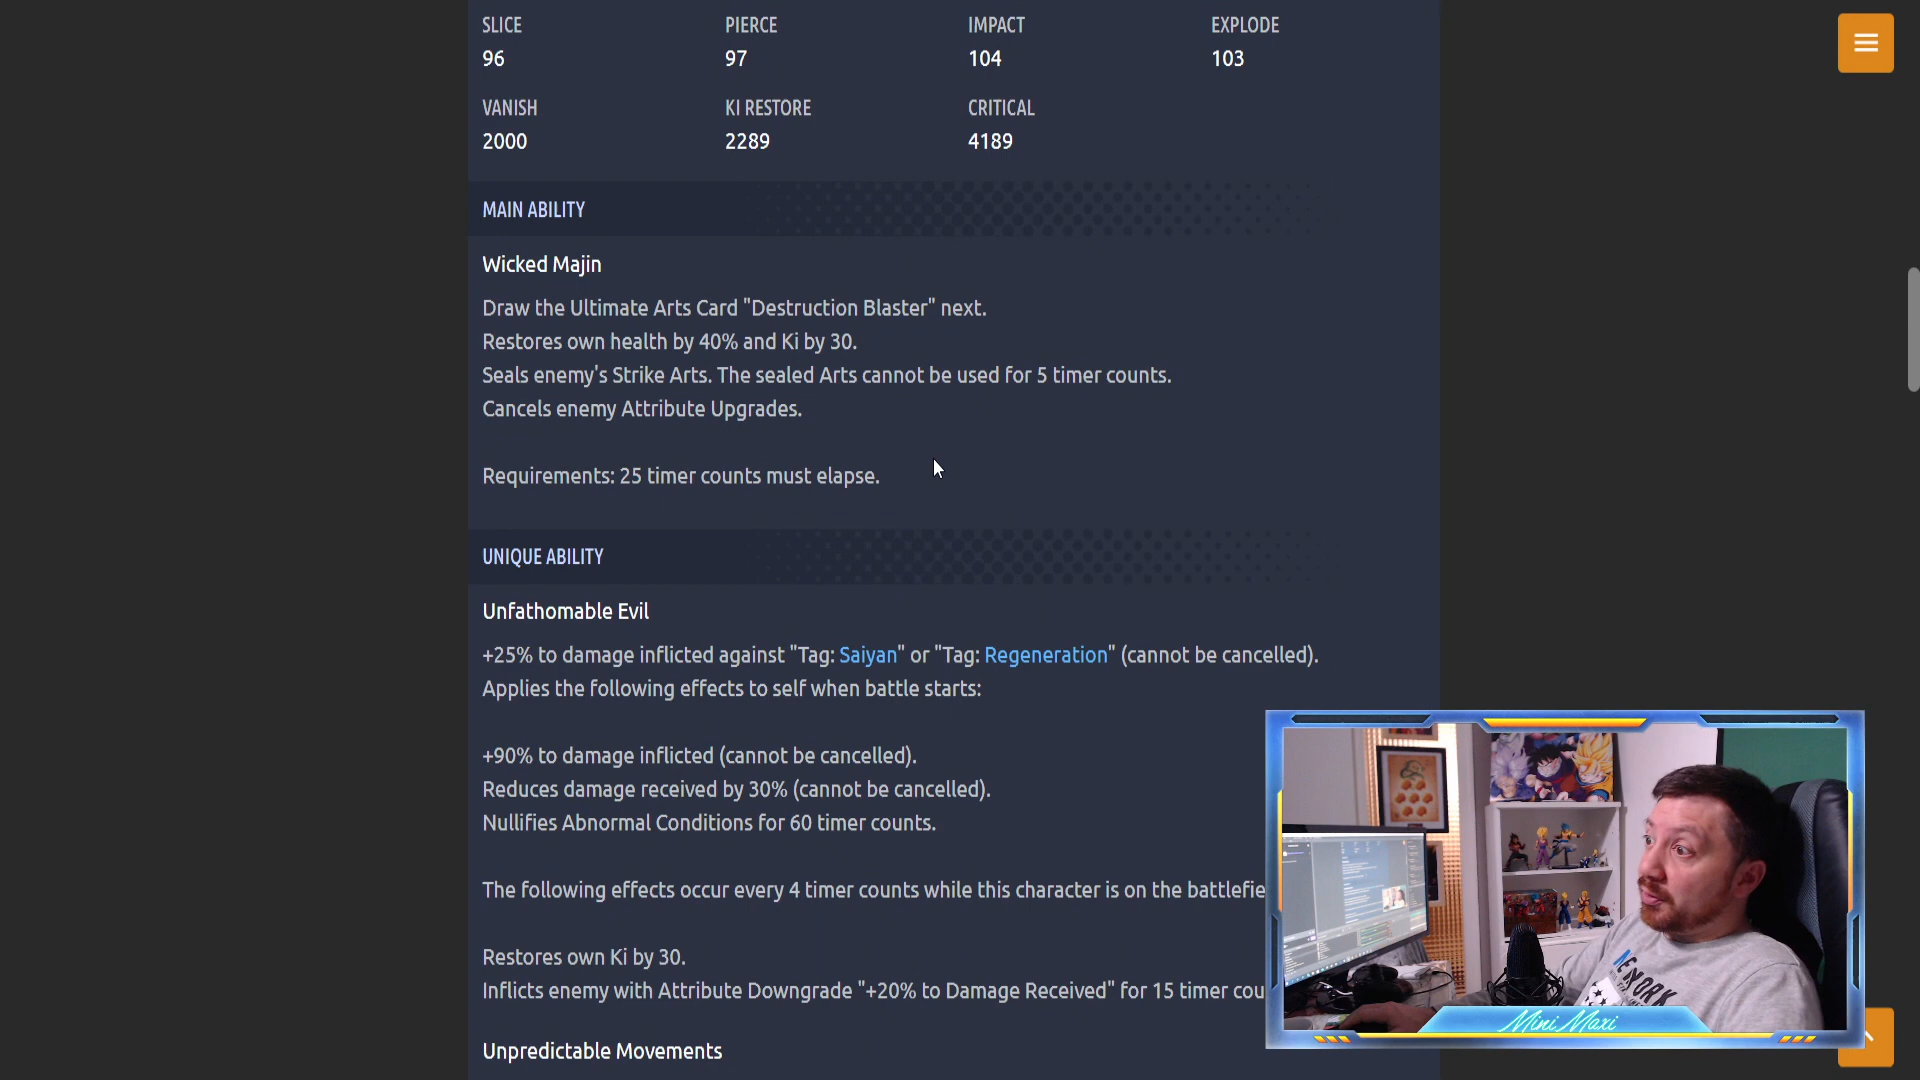 SLICE PIERCE IMPACT EXPLODE
96 97 104 103
VANISH KI RESTORE CRITICAL
2000 2289 4189
MAIN ABILITY
Wicked Majin
Draw the Ultimate Arts Card "Destruction Blaster" next.
Restores own health by 40% and Ki by 30.
Seals enemy's Strike Arts. The sealed Arts cannot be used for 5 timer counts.
Cancels enemy Attribute Upgrades.
Requirements: 25 timer counts must elapse.
UNIQUE ABILITY
Unfathomable Evil
+25% to damage inflicted against "Tag: Saiyan" or "Tag: Regeneration" (cannot be cancelled).
Applies the following effects to self when battle starts:
+90% to damage inflicted (cannot be cancelled).
Reduces damage received by 30% (cannot be cancelled).
Nullifies Abnormal Conditions for 60 timer counts.
The following effects occur every 4 timer counts while this character is on the battlefie
Restores own Ki by 30.
Inflicts enemy with Attribute Downgrade "+20% to Damage Received" for 15 timer cou
Unpredictable Movements
Mini Maxi